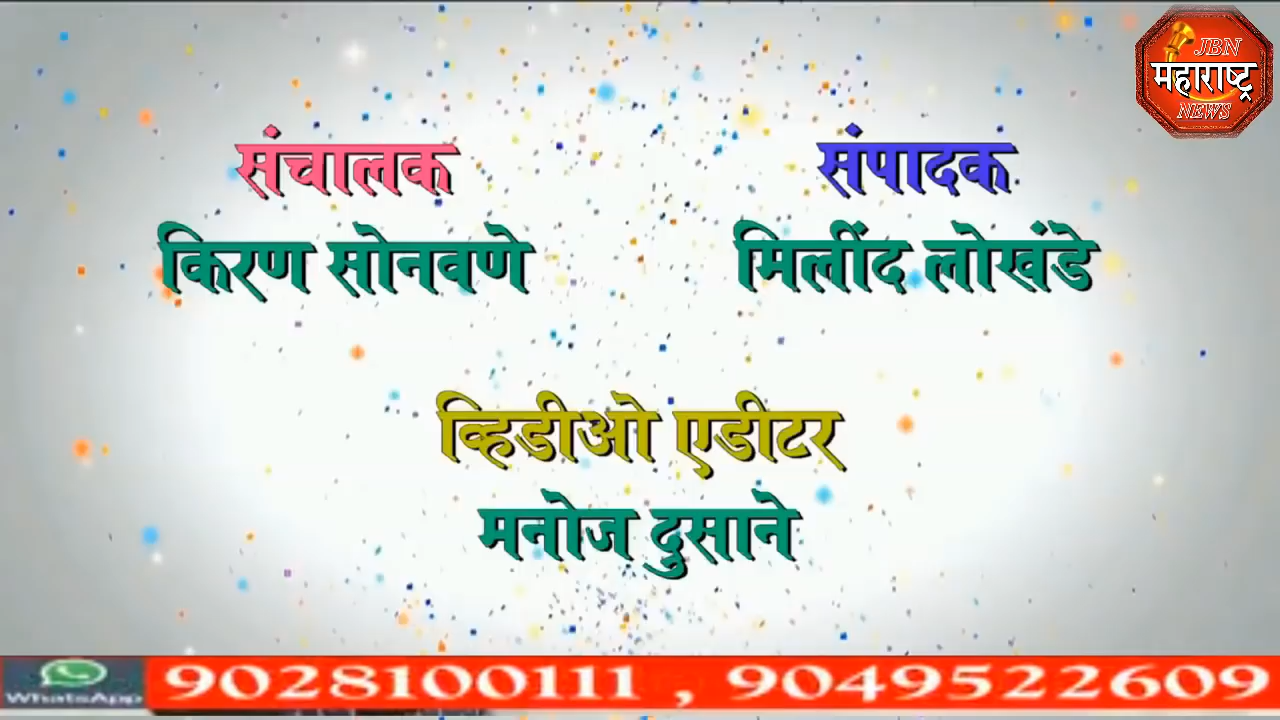 JBN
महाराष्ट्र
NEWS
संचालक
संपादक
किरण सोनवणे
मिलींद लोखंडे
व्हिडीओ एडीटर
मनोज दुसाने
WhatsApp
9028100111 , 9049522609